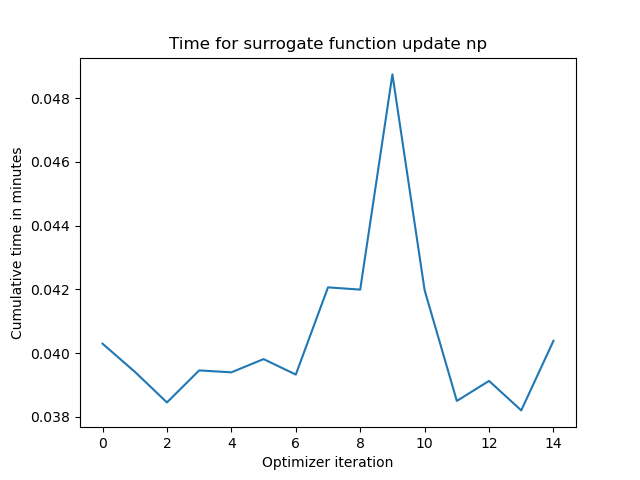 Time for surrogate function update np
Cumulative time in minutes
0.048
0.046
0.044
0.042
0.040
0.038
0 2 4 6 8 10 12 14
Optimizer iteration